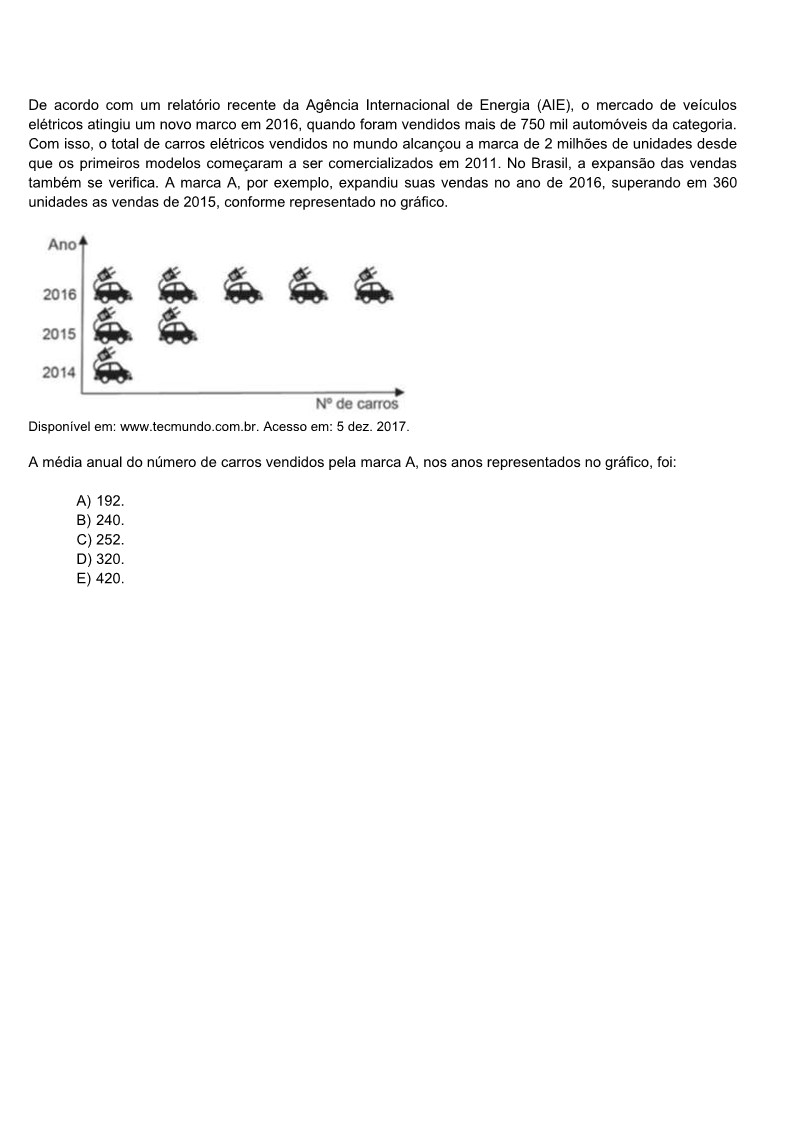 De acordo com um relatório recente da Agência Internacional de Energia (AIE), o mercado de veículos
elétricos atingiu um novo marco em 2016, quando foram vendidos mais de 750 mil automóveis da categoria.
Com isso, o total de carros elétricos vendidos no mundo alcançou a marca de 2 milhões de unidades desde
que os primeiros modelos começaram a ser comercializados em 2011. No Brasil, a expansão das vendas
também se verifica. A marca A, por exemplo, expandiu suas vendas no ano de 2016, superando em 360
unidades as vendas de 2015, conforme representado no gráfico.
Ano
2016
2015
2014
Nº de carros
Disponível em: www.tecmundo.com.br. Acesso em: 5 dez. 2017.
A média anual do número de carros vendidos pela marca A, nos anos representados no gráfico, foi:
A) 192.
B) 240.
C) 252.
D) 320.
E) 420.